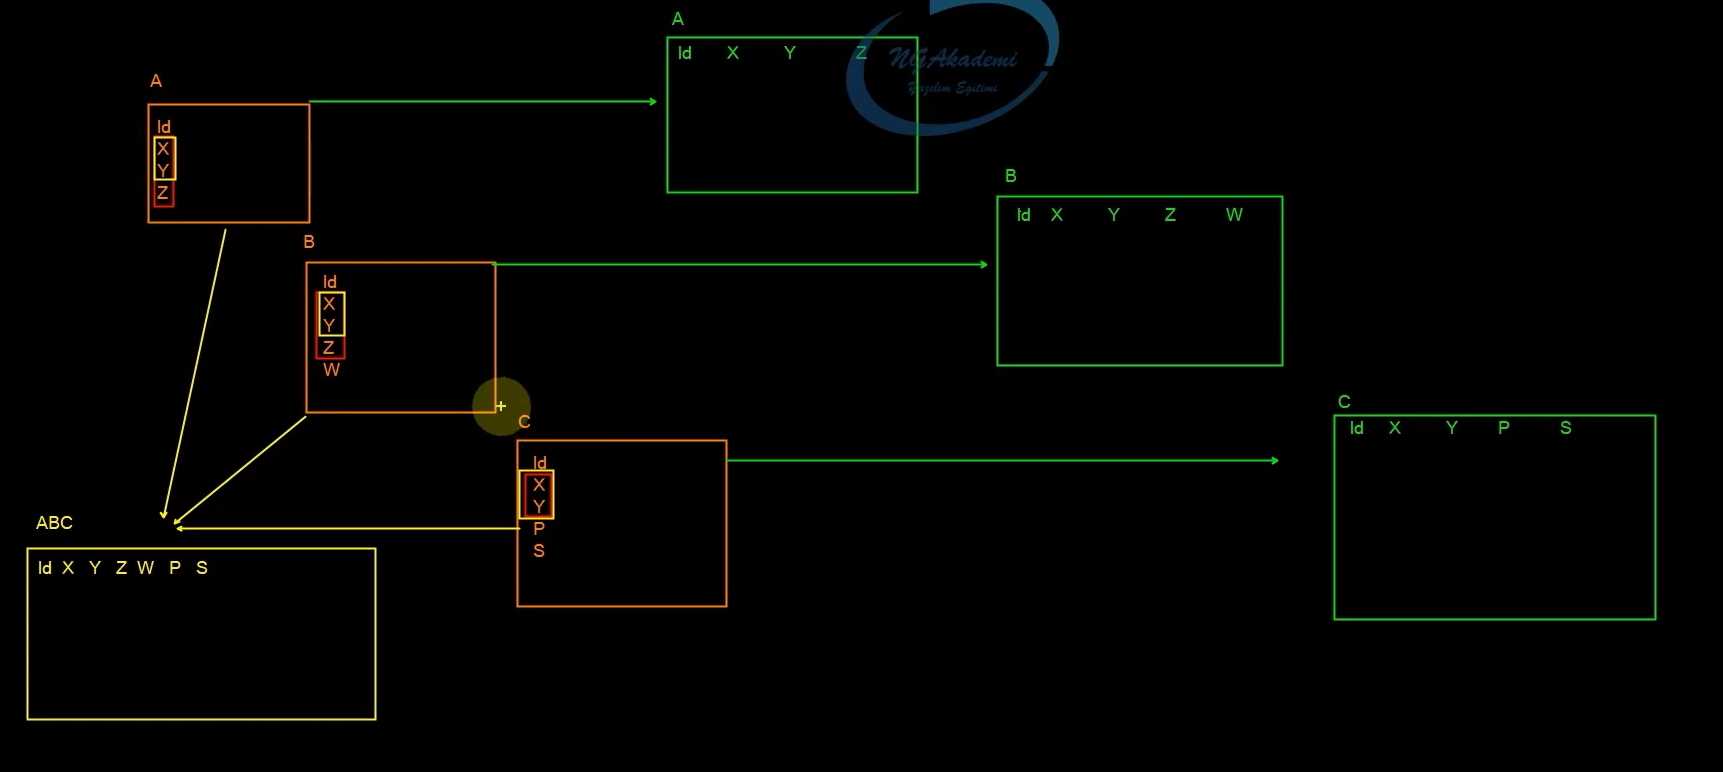 A
Id X Y Z
NGAkademi
Yazılım Eğitimi
A
Id
X
Y
Z
B
Id X Y Z W
B
Id
X
Y
Z
W
C
Id X Y P S
C
Id
X
Y
P
S
ABC
Id X Y Z W P S